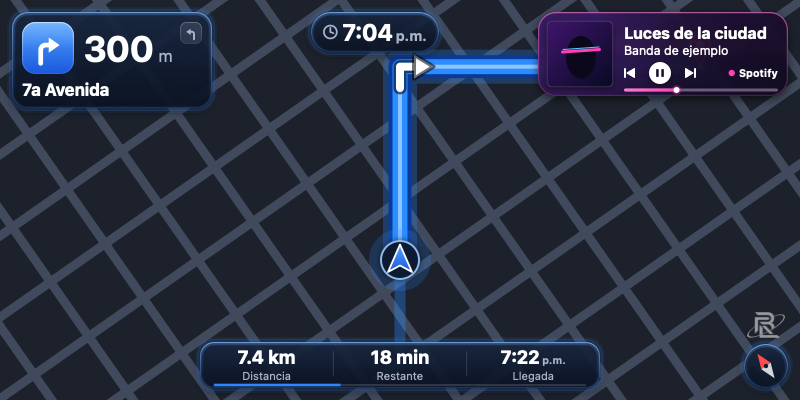 300 m
7a Avenida
7:04 p.m.
Luces de la ciudad
Banda de ejemplo
Spotify
7.4 km
Distancia
18 min
Restante
7:22 p.m.
Llegada